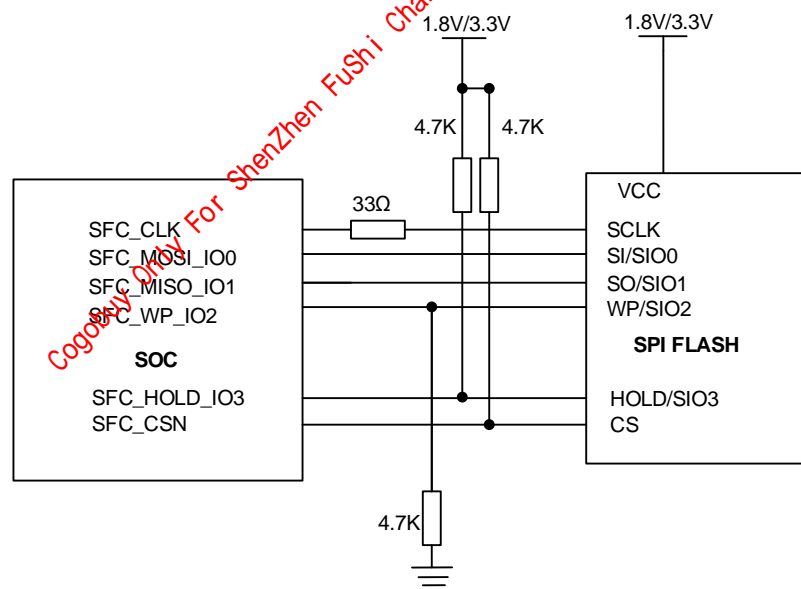 1.8V/3.3V
1.8V/3.3V
4.7K
4.7K
33Ω
VCC
SFC_CLK
SCLK
SFC_MOSI_IO0
SI/SIO0
SFC_MISO_IO1
SO/SIO1
SFC_WP_IO2
WP/SIO2
SOC
SPI FLASH
SFC_HOLD_IO3
HOLD/SIO3
SFC_CSN
CS
4.7K
Cogobuy Only For ShenZhen FuShi